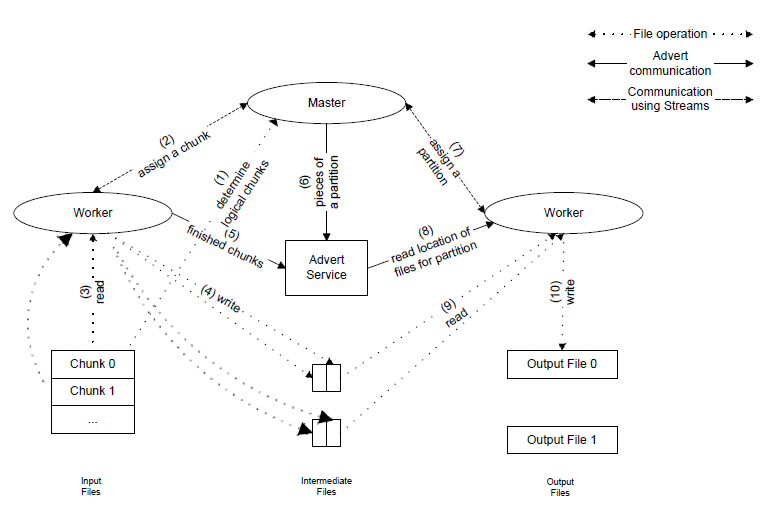 File operation
Advert
communication
Communication
using Streams
Master
(2)
assign a chunk
(1)
determine
logical chunks
(6)
pieces of
a partition
(7)
assign a
partition
Worker
Worker
(5)
finished chunks
Advert
Service
(8)
read location of
files for partition
(3)
read
(4) write
(9)
read
(10)
write
Chunk 0
Chunk 1
...
Output File 0
Output File 1
Input
Files
Intermediate
Files
Output
Files